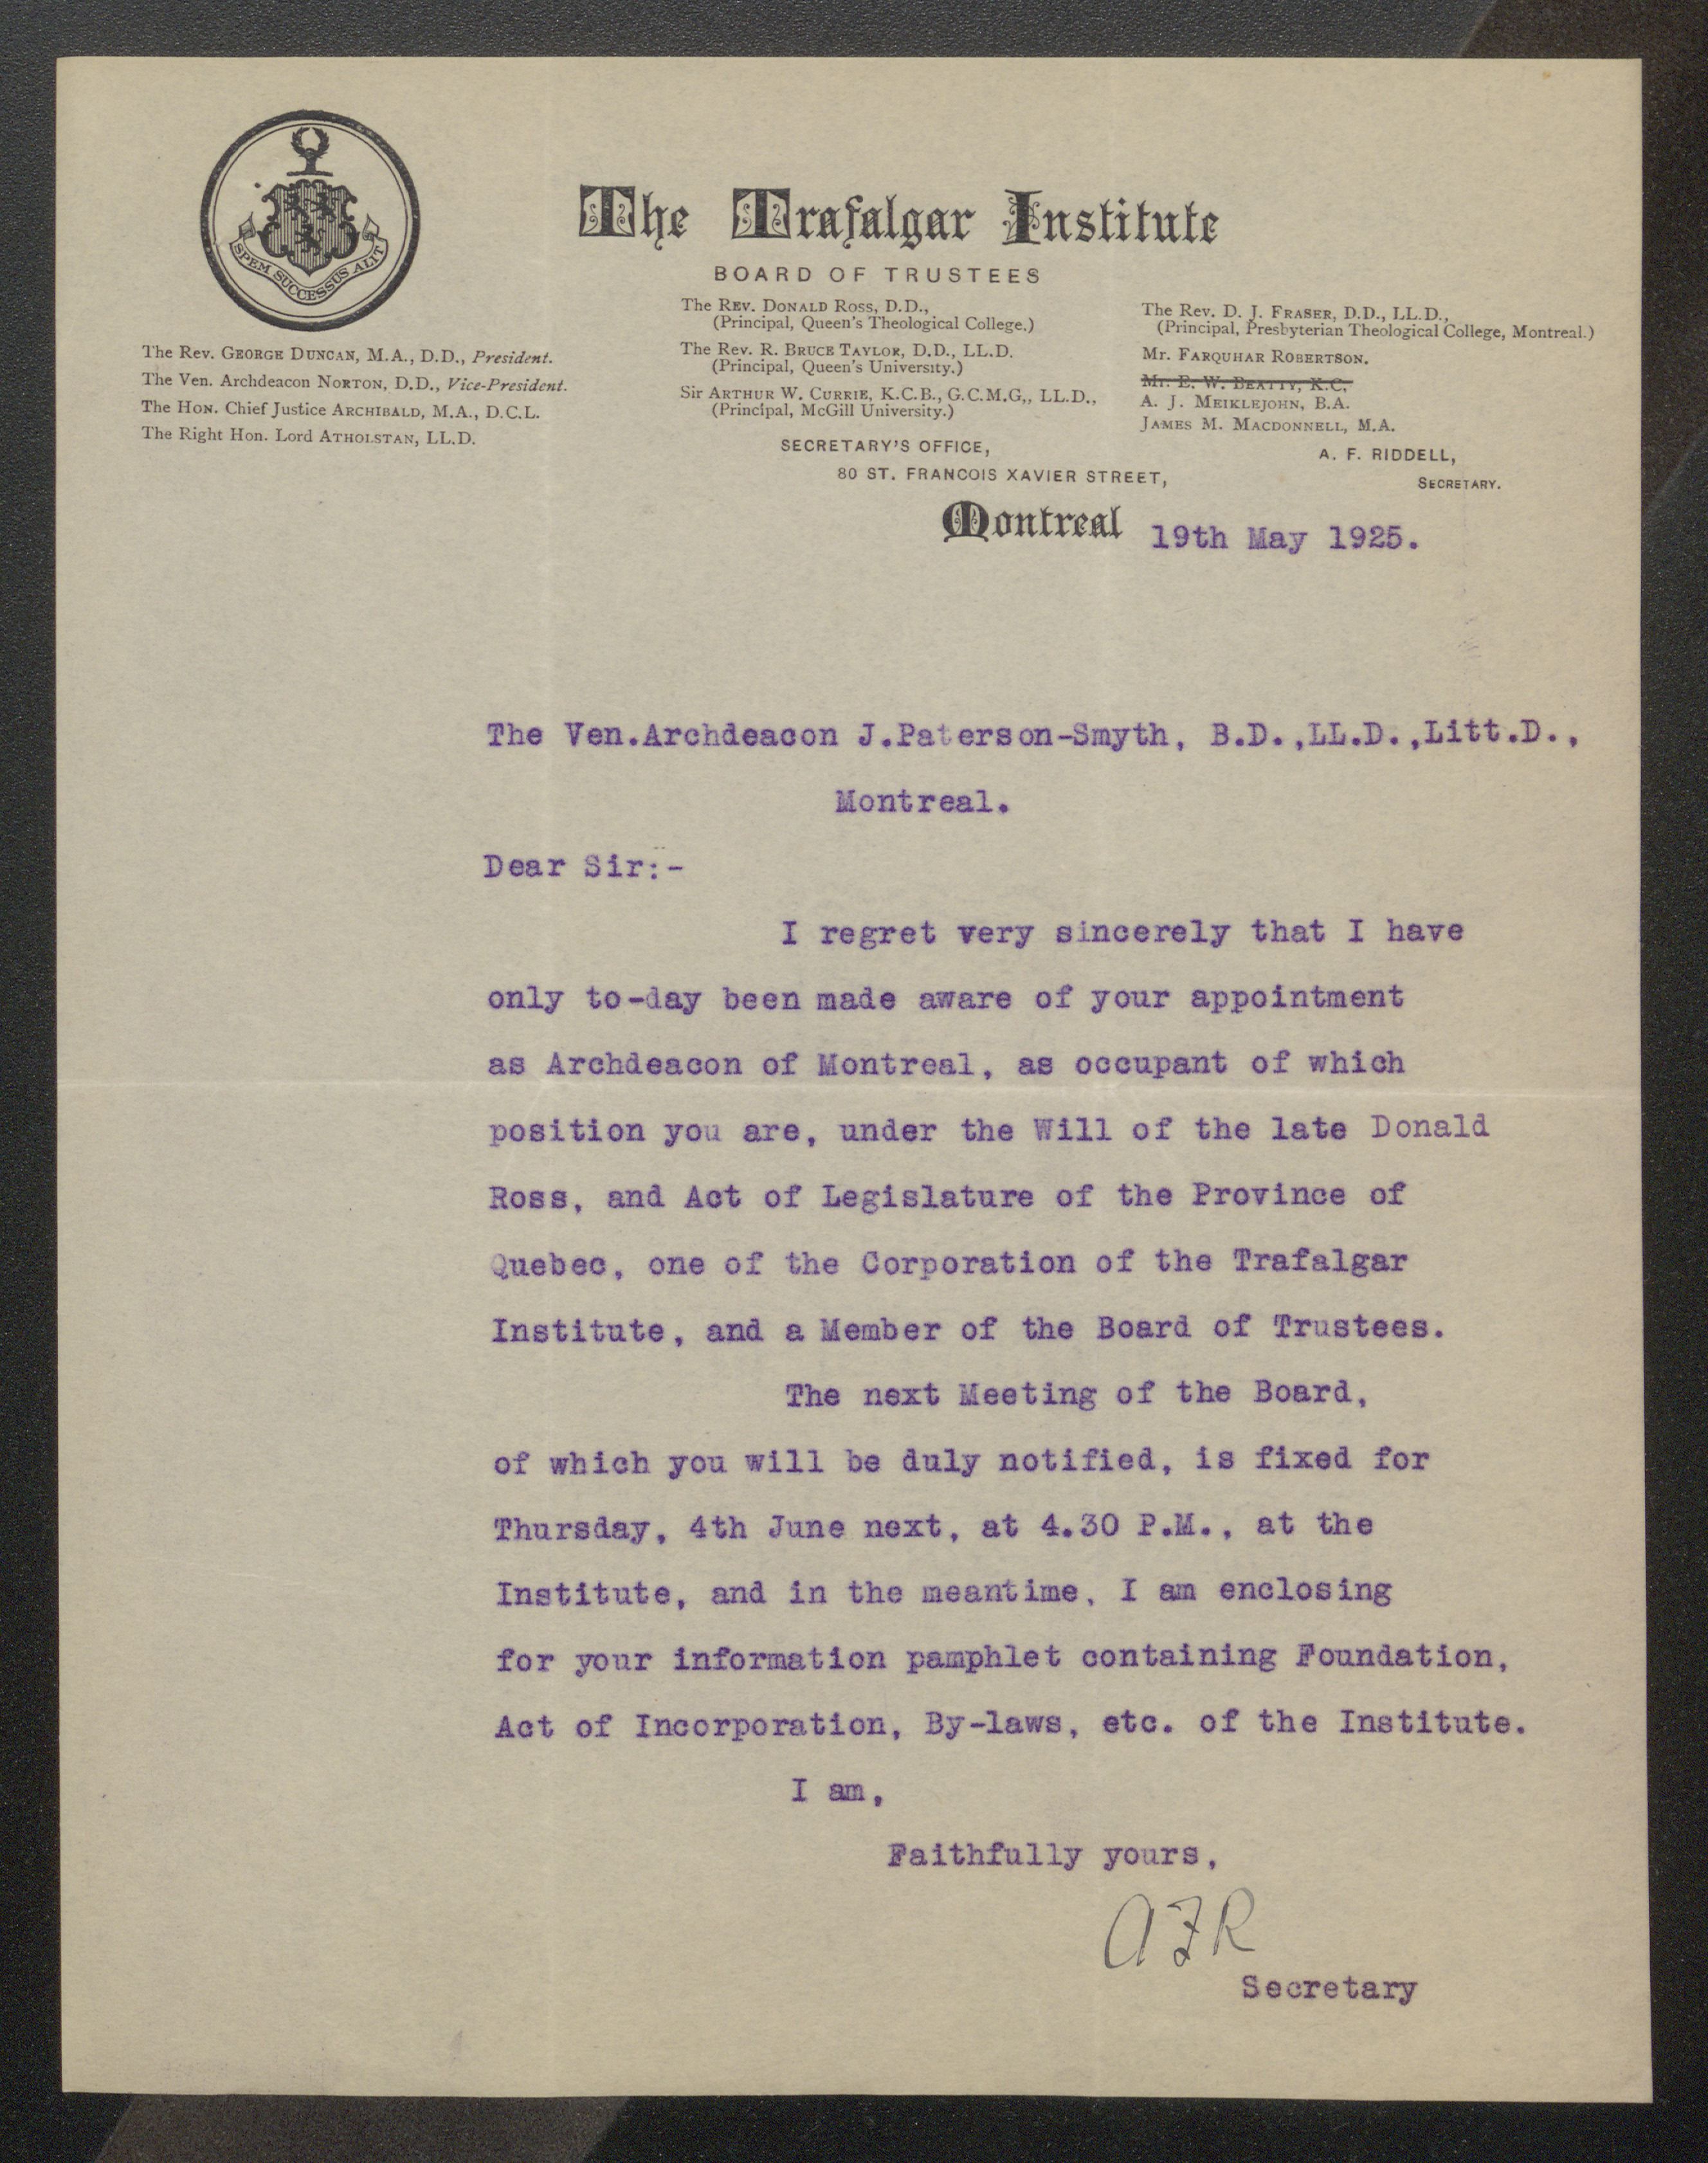 SPEM SUCCESSUS ALIT
The Trafalgar Institute
BOARD OF TRUSTEES
The Rev. GEORGE DUNCAN, M.A., D.D., President.
The Ven. Archdeacon NORTON, D.D., Vice-President.
The HON. Chief Justice ARCHIBALD, M.A., D.C.L.
The Right Hon. Lord ATHOLSTAN, LL.D.
The REV. DONALD ROSS, D.D.,
(Principal, Queen's Theological College.)
The Rev. R. BRUCE TAYLOR, D.D., LL.D.
(Principal, Queen's University.)
Sir ARTHUR W. CURRIE, K.C.B., G.C.M.G., LL.D.,
(Principal, McGill University.)
The Rev. D. J. FRASER, D.D., LL.D.,
(Principal, Presbyterian Theological College, Montreal.)
Mr. FARQUHAR ROBERTSON.
Mr. E. W. BEATTY, K.C.
A. J. MEIKLEJOHN, B.A.
JAMES M. MACDONNELL, M.A.
SECRETARY'S OFFICE,
80 ST. FRANCOIS XAVIER STREET,
A. F. RIDDELL,
SECRETARY.
Montreal 19th May 1925.
The Ven.Archdeacon J.Paterson-Smyth, B.D.,LL.D.,Litt.D.,
Montreal.
Dear Sir:-
I regret very sincerely that I have
only to-day been made aware of your appointment
as Archdeacon of Montreal, as occupant of which
position you are, under the Will of the late Donald
Ross, and Act of Legislature of the Province of
Quebec, one of the Corporation of the Trafalgar
Institute, and a Member of the Board of Trustees.
The next Meeting of the Board,
of which you will be duly notified, is fixed for
Thursday, 4th June next, at 4.30 P.M., at the
Institute, and in the meantime, I am enclosing
for your information pamphlet containing Foundation,
Act of Incorporation, By-laws, etc. of the Institute.
I am,
Faithfully yours,
AFR
Secretary